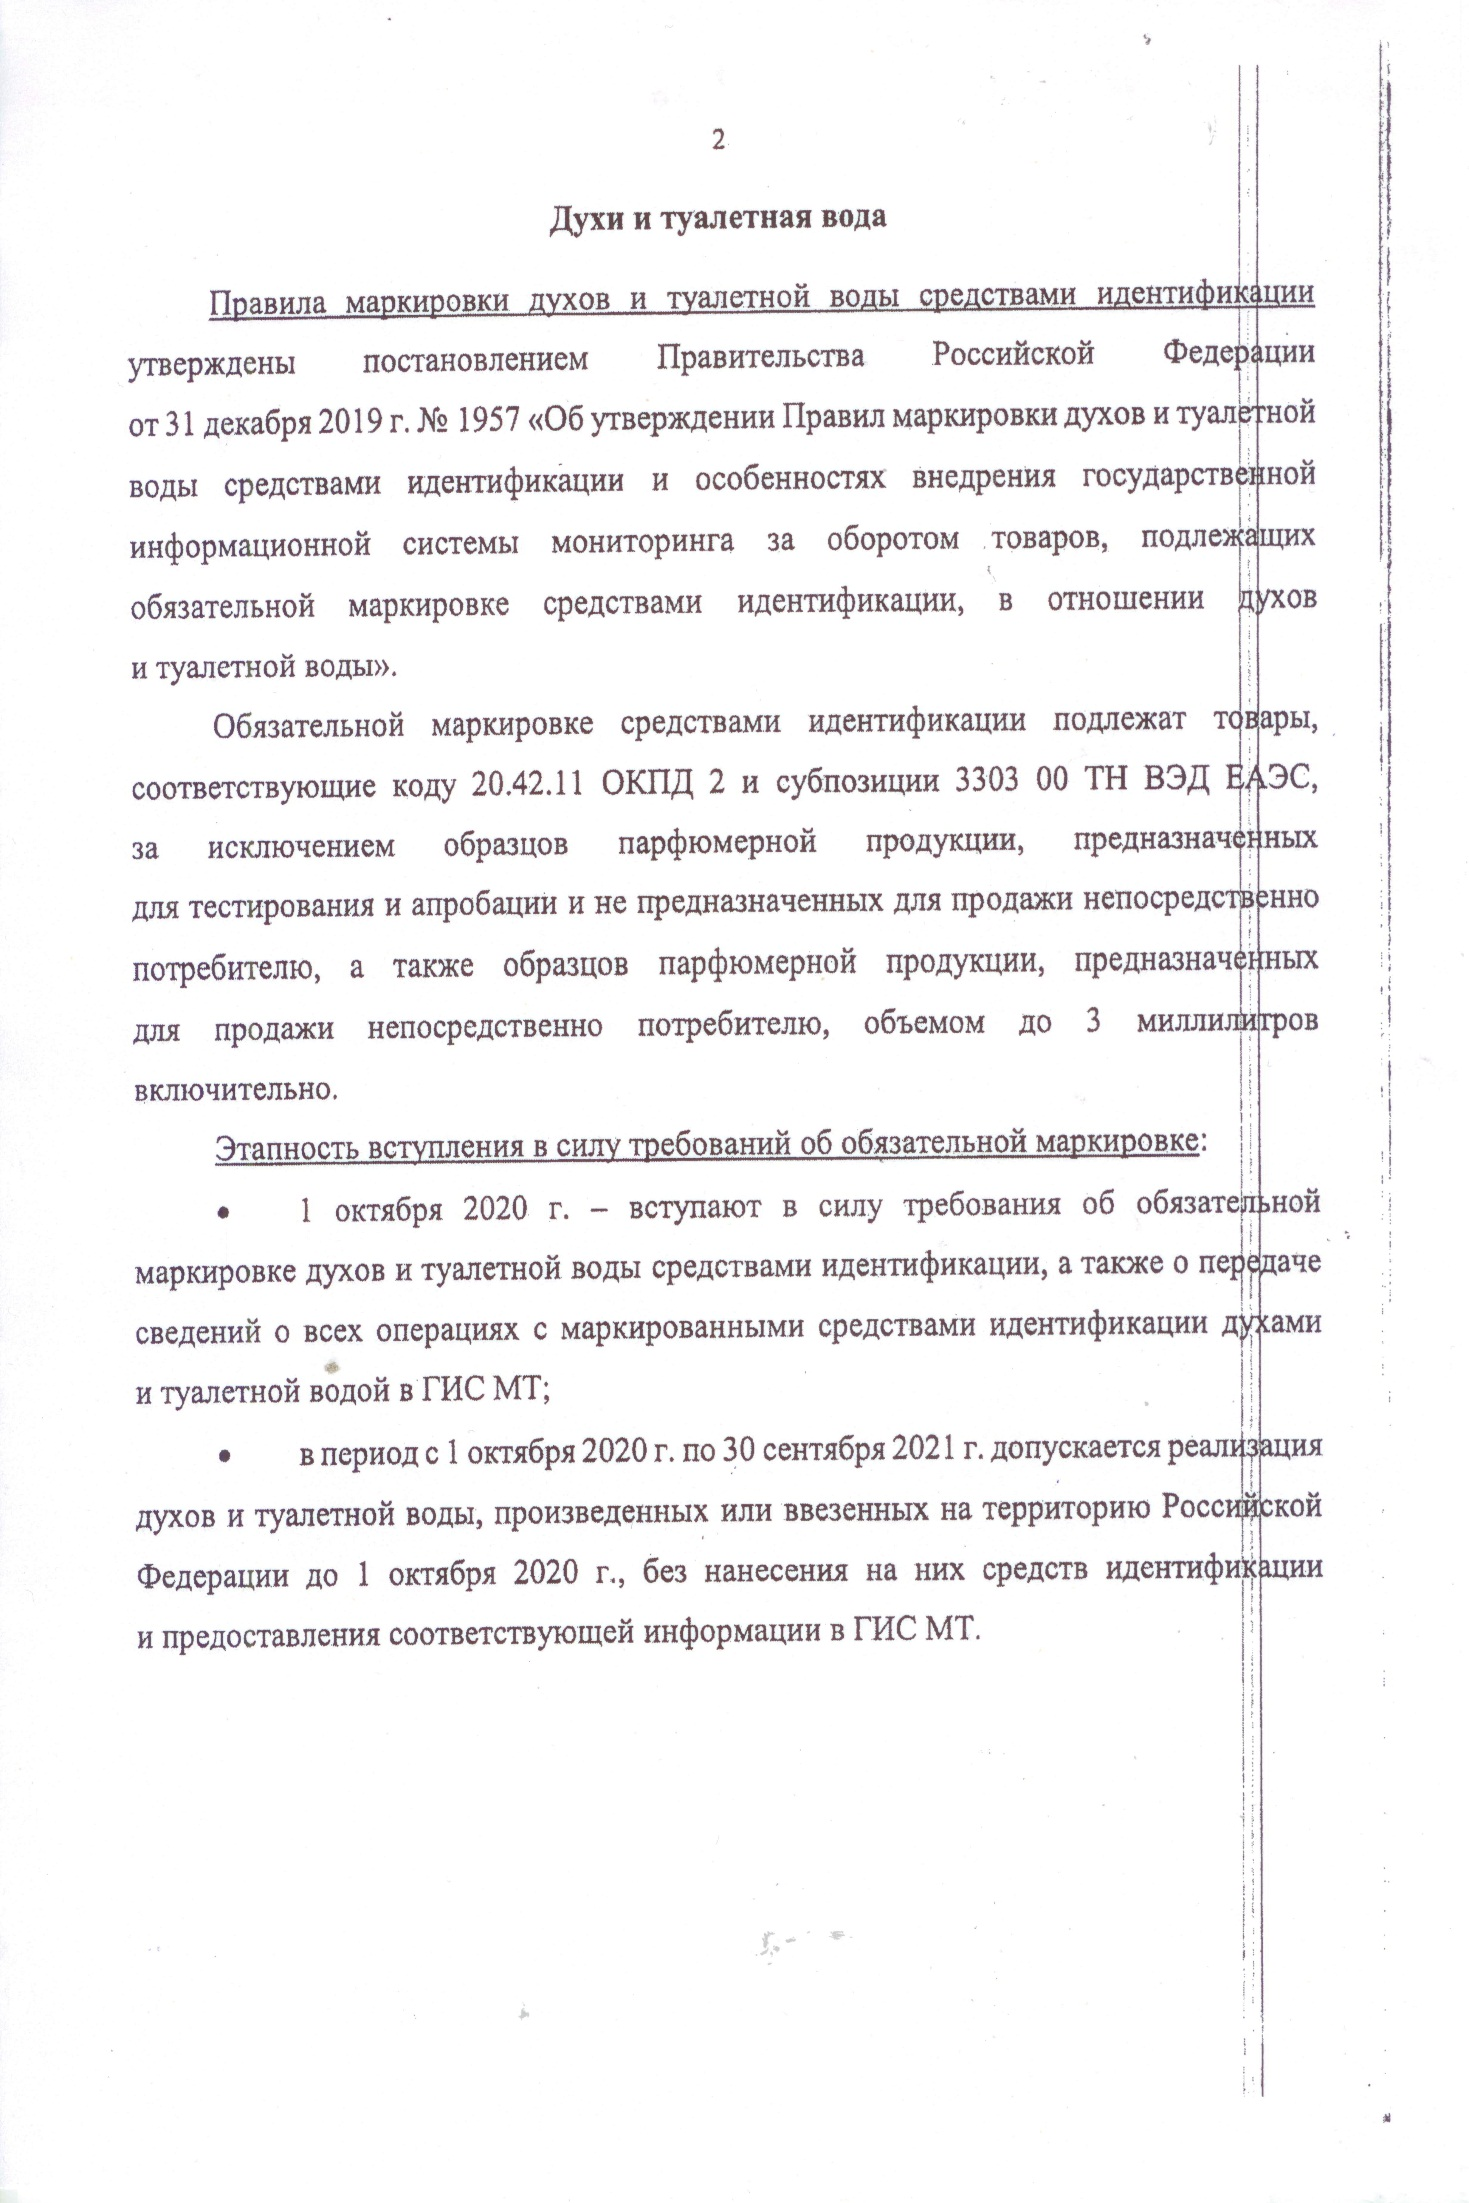 2
Духи и туалетная вода
Правила маркировки духов и туалетной воды средствами идентификации
утверждены постановлением Правительства Российской Федерации
от 31 декабря 2019 г. № 1957 «Об утверждении Правил маркировки духов и туалетной
воды средствами идентификации и особенностях внедрения государственной
информационной системы мониторинга за оборотом товаров, подлежащих
обязательной маркировке средствами идентификации, в отношении духов
и туалетной воды».
Обязательной маркировке средствами идентификации подлежат товары,
соответствующие коду 20.42.11 ОКПД 2 и субпозиции 3303 00 ТН ВЭД ЕАЭС,
за исключением образцов парфюмерной продукции, предназначенных
для тестирования и апробации и не предназначенных для продажи непосредственно
потребителю, а также образцов парфюмерной продукции, предназначенных
для продажи непосредственно потребителю, объемом до 3 миллилитров
включительно.
Этапность вступления в силу требований об обязательной маркировке:
• 1 октября 2020 г. – вступают в силу требования об обязательной
маркировке духов и туалетной воды средствами идентификации, а также о передаче
сведений о всех операциях с маркированными средствами идентификации духами
и туалетной водой в ГИС МТ;
• в период с 1 октября 2020 г. по 30 сентября 2021 г. допускается реализация
духов и туалетной воды, произведенных или ввезенных на территорию Российской
Федерации до 1 октября 2020 г., без нанесения на них средств идентификации
и предоставления соответствующей информации в ГИС МТ.